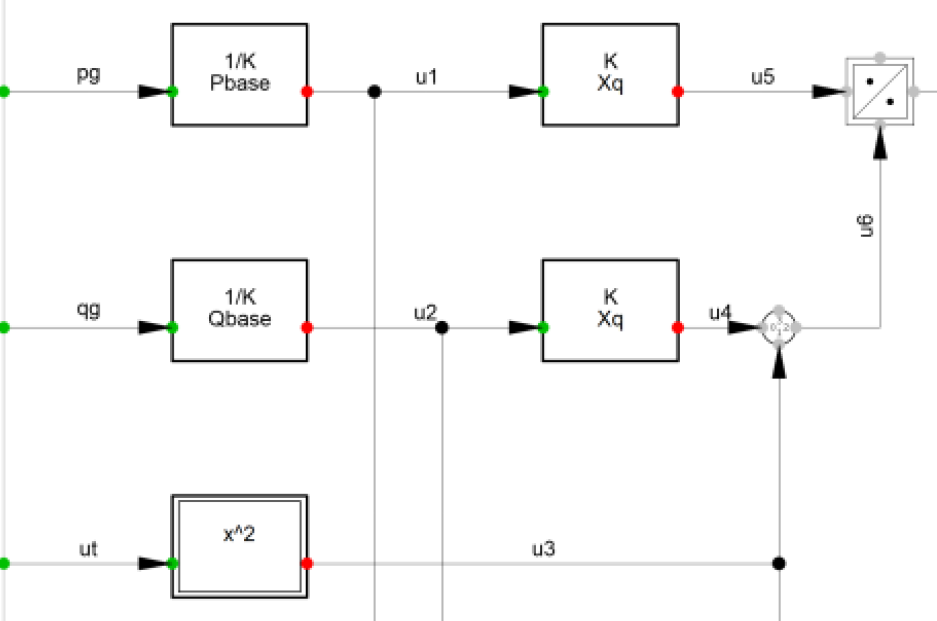 pg
1/K
Pbase
u1
K
Xq
u5
u6
qg
1/K
Qbase
u2
K
Xq
u4
ut
x^2
u3